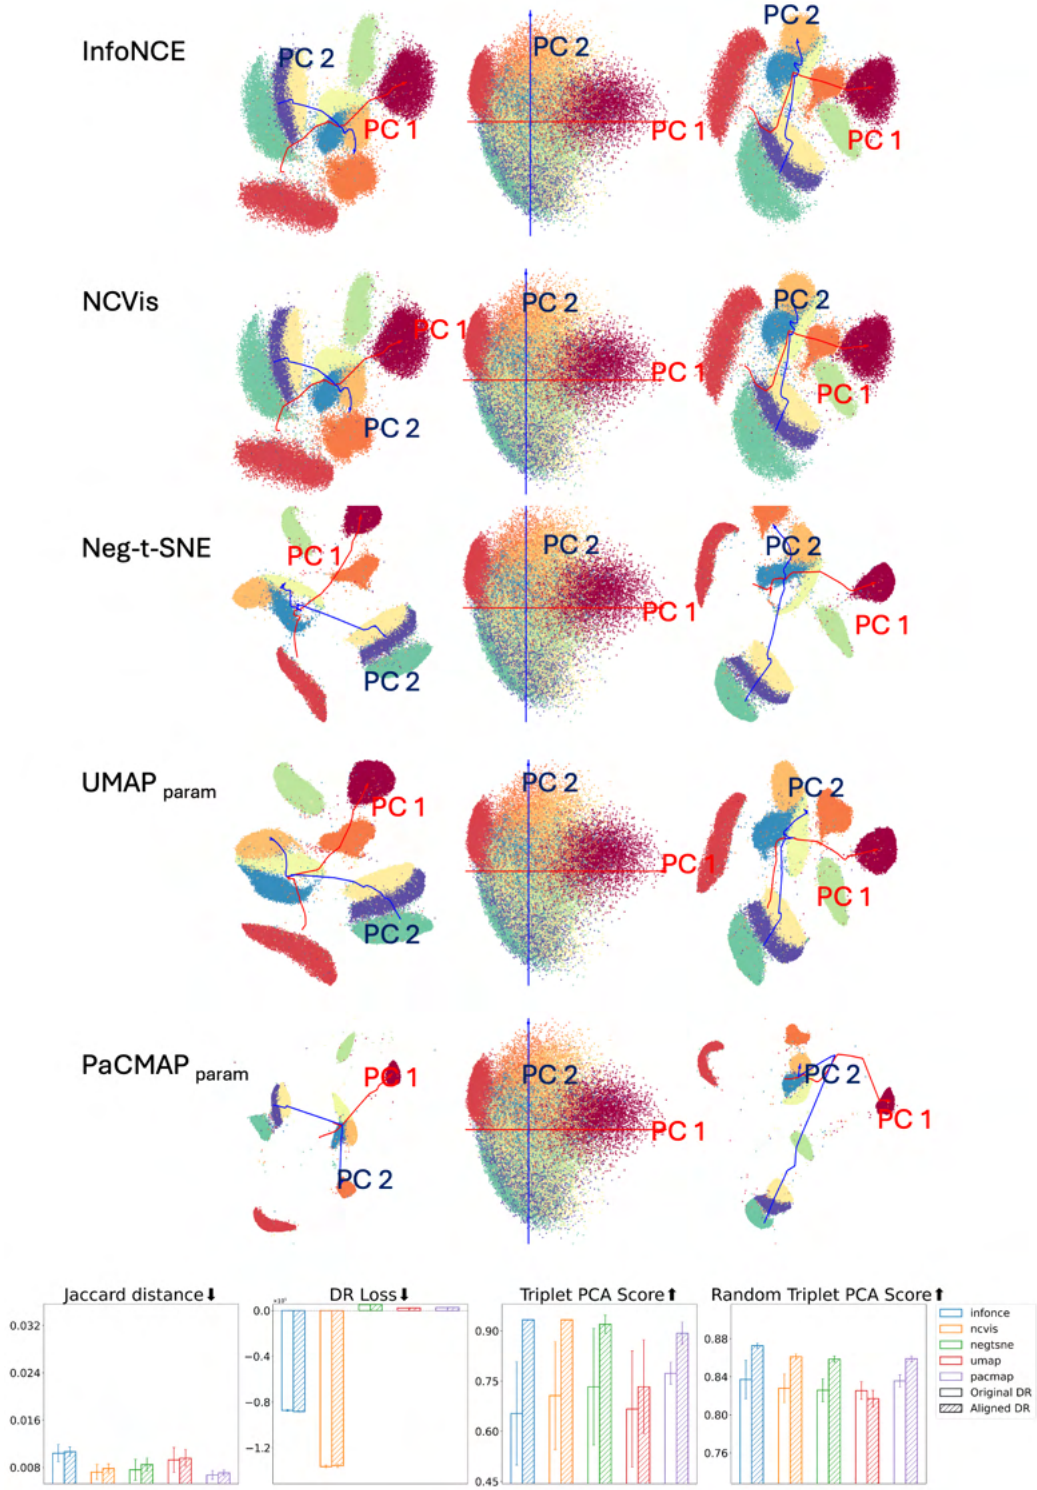 InfoNCE
PC 2
PC 1
PC 2
PC 1
PC 2
PC 1
NCVis
PC 1
PC 2
PC 2
PC 1
PC 2
PC 1
Neg-t-SNE
PC 1
PC 2
PC 2
PC 1
PC 2
PC 1
UMAP param
PC 1
PC 2
PC 2
PC 1
PC 2
PC 1
PaCMAP param
PC 1
PC 2
PC 2
PC 1
PC 2
PC 1
Jaccard distance⬇
0.032
0.024
0.016
0.008
DR Loss⬇
0.0
−0.4
−0.8
−1.2
Triplet PCA Score⬆
0.90
0.75
0.60
0.45
Random Triplet PCA Score⬆
0.88
0.84
0.80
0.76
infonce
ncvis
negtsne
umap
pacmap
Original DR
Aligned DR